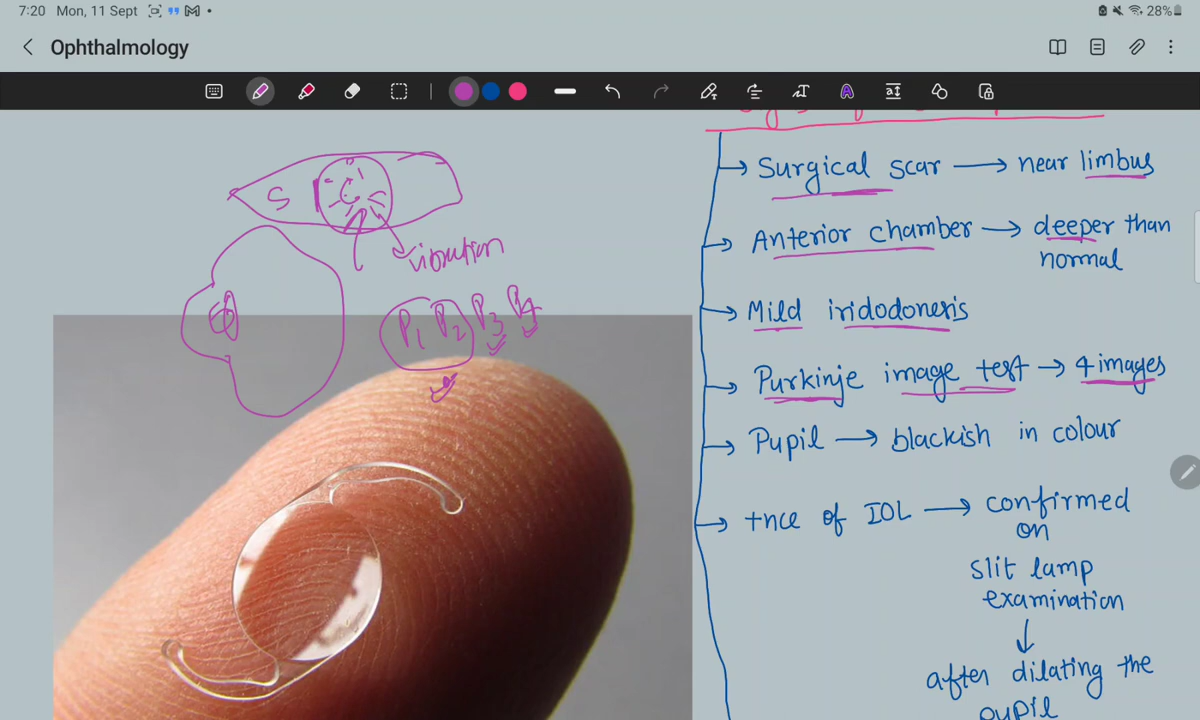 7:20 Mon, 11 Sept
28%
Ophthalmology
S
vibration
P1 P2 P3 P4
Surgical scar → near limbus
Anterior chamber → deeper than
normal
Mild iridodonesis
Purkinje image test → 4 images
Pupil → blackish in colour
+nce of IOL → confirmed
on
slit lamp
examination
↓
after dilating the
pupil